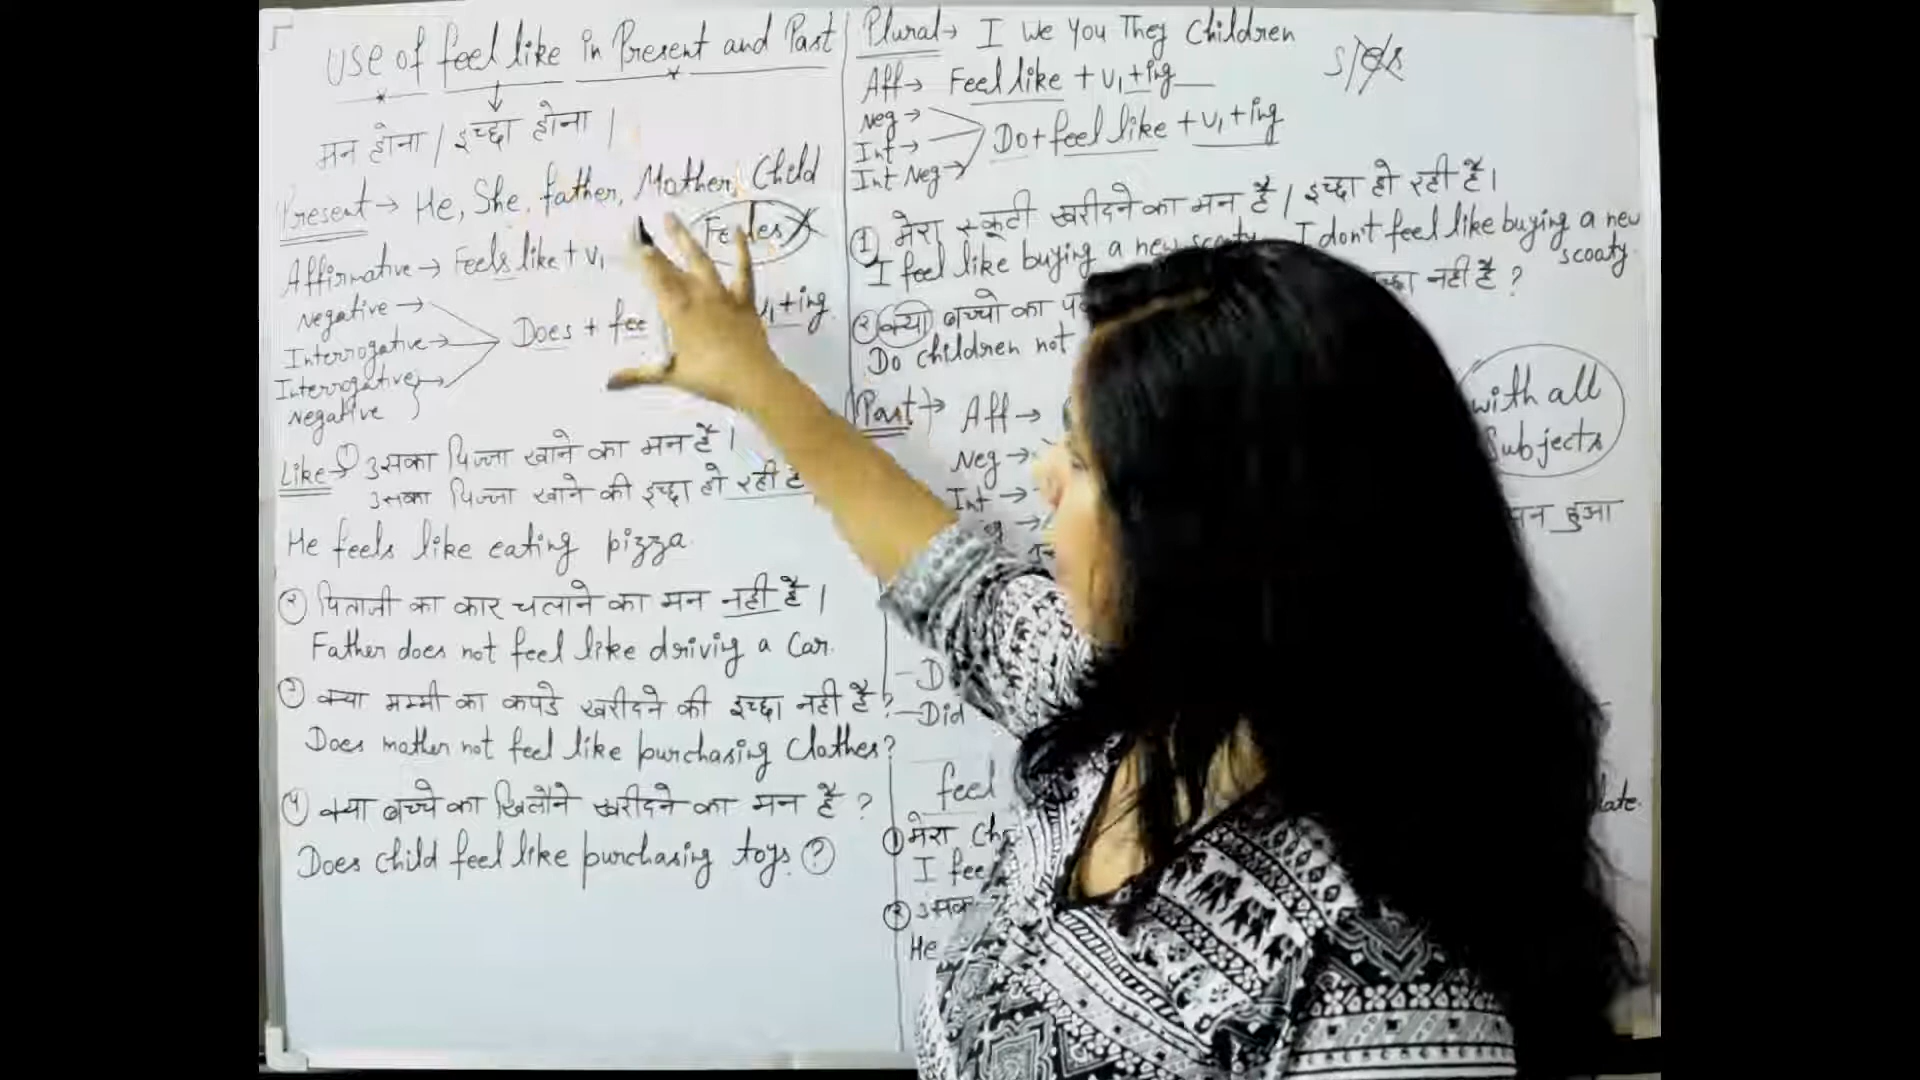 Use of feel like in Present and Past
मन होना / इच्छा होना |
Present → He, She, father, Mother, Child
Affirmative → Feels like + V1
Negative →
Interrogative →
Interrogative →
Negative
Does + fee V1+ing
Like → ① उसका पिज्जा खाने का मन है |
उसका पिज्जा खाने की इच्छा हो रही है
He feels like eating pizza.
② पिताजी का कार चलाने का मन नही है |
Father does not feel like driving a Car.
③ क्या मम्मी का कपडे खरीदने की इच्छा नही है ?
Does mother not feel like purchasing Clothes?
④ क्या बच्चे का खिलौने खरीदने का मन है ?
Does Child feel like purchasing toys. ?
Plural → I We You They Children
s/es
Aff → Feel like + V1 + ing
Neg →
Int →
Int Neg →
Do + feel like + V1 + ing
① मेरा स्कूटी खरीदने का मन है / इच्छा हो रही है |
I feel like buying a new scooty. I don't feel like buying a new scooty.
② क्या बच्चो का नही है ?
Do children not
Past → Aff →
Neg →
Int →
with all Subjects
मन हुआ
Did
feel
① मेरा
I
②
He